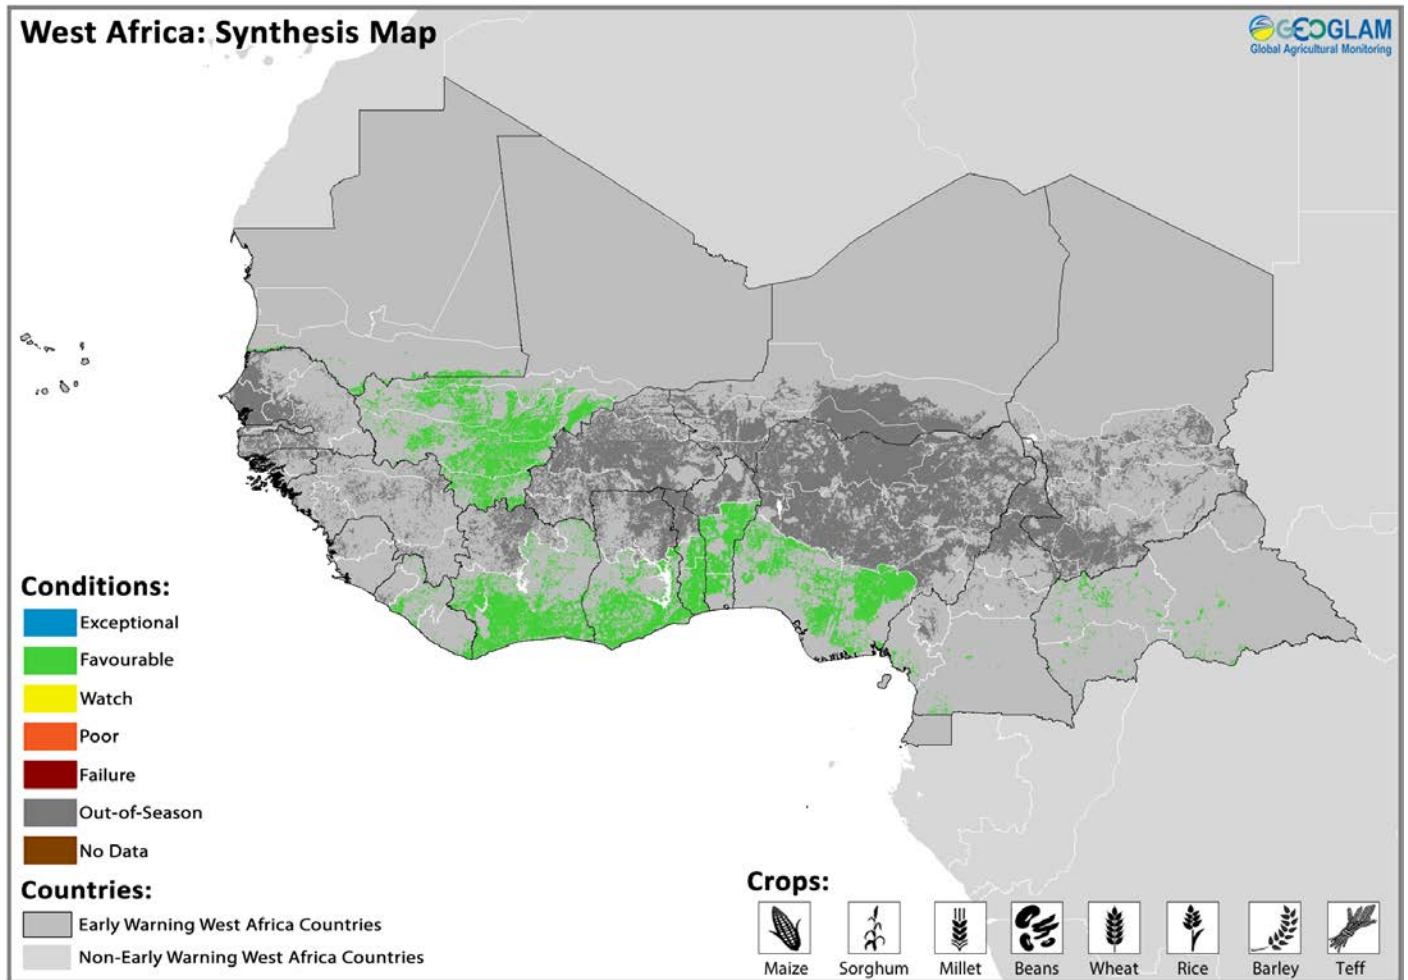 West Africa: Synthesis Map
GEOGLAM
Global Agricultural Monitoring
Conditions:
Exceptional
Favourable
Watch
Poor
Failure
Out-of-Season
No Data
Countries:
Early Warning West Africa Countries
Non-Early Warning West Africa Countries
Crops:
Maize
Sorghum
Millet
Beans
Wheat
Rice
Barley
Teff